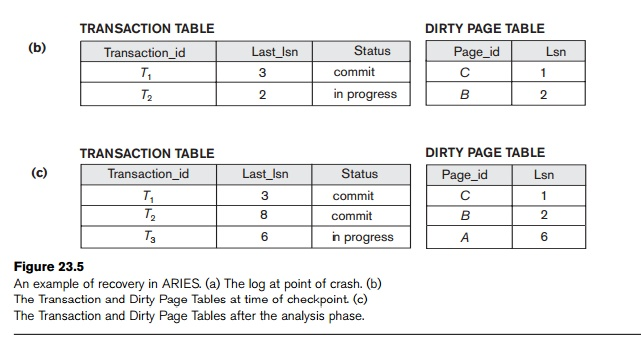 TRANSACTION TABLE DIRTY PAGE TABLE
(b) Transaction_id Last_lsn Status Page_id Lsn
T1 3 commit C 1
T2 2 in progress B 2
TRANSACTION TABLE DIRTY PAGE TABLE
(c) Transaction_id Last_lsn Status Page_id Lsn
T1 3 commit C 1
T2 8 commit B 2
T3 6 in progress A 6
Figure 23.5
An example of recovery in ARIES. (a) The log at point of crash. (b)
The Transaction and Dirty Page Tables at time of checkpoint. (c)
The Transaction and Dirty Page Tables after the analysis phase.